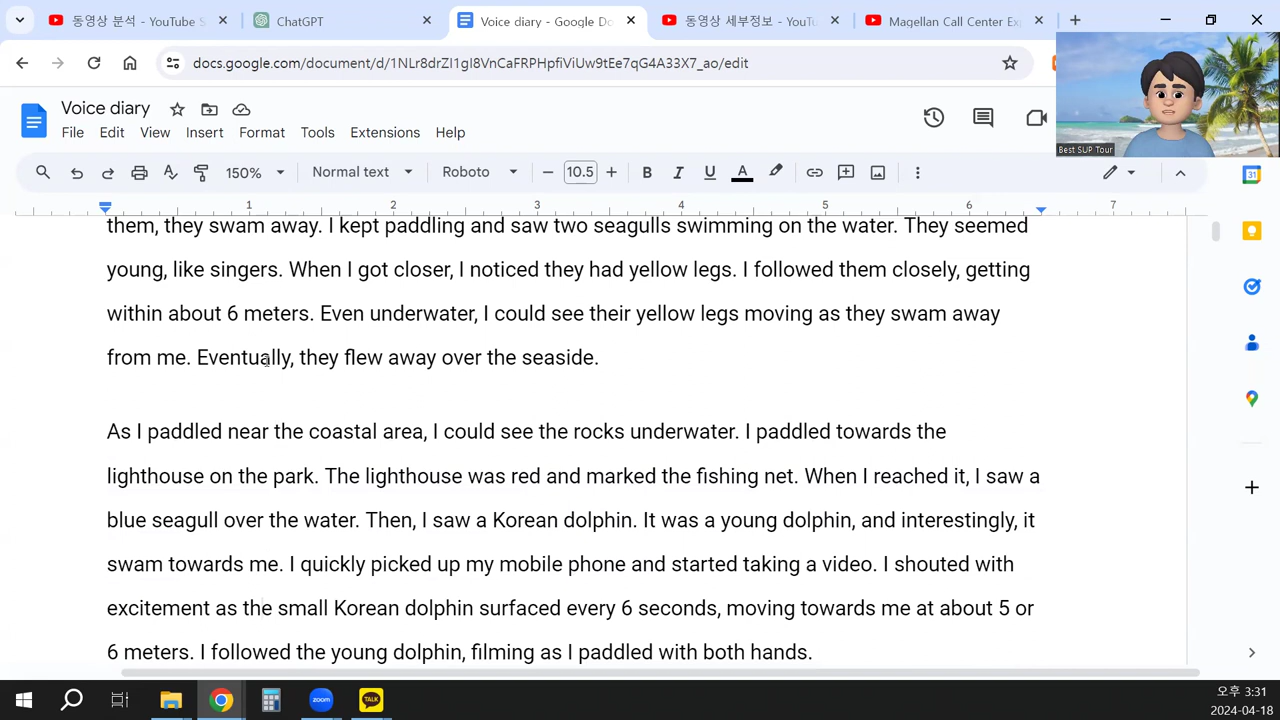 동영상 분석 - YouTube
ChatGPT
Voice diary - Google Do
동영상 세부정보 - YouTu
Magellan Call Center Ex
docs.google.com/document/d/1NLr8drZI1gI8VnCaFRPHpfiViUw9tEe7qG4A33X7_ao/edit
Voice diary
File Edit View Insert Format Tools Extensions Help
Best SUP Tour
150% Normal text Roboto 10.5 B I U A
31
1 2 3 4 5 6 7
them, they swam away. I kept paddling and saw two seagulls swimming on the water. They seemed
young, like singers. When I got closer, I noticed they had yellow legs. I followed them closely, getting
within about 6 meters. Even underwater, I could see their yellow legs moving as they swam away
from me. Eventually, they flew away over the seaside.
As I paddled near the coastal area, I could see the rocks underwater. I paddled towards the
lighthouse on the park. The lighthouse was red and marked the fishing net. When I reached it, I saw a
blue seagull over the water. Then, I saw a Korean dolphin. It was a young dolphin, and interestingly, it
swam towards me. I quickly picked up my mobile phone and started taking a video. I shouted with
excitement as the small Korean dolphin surfaced every 6 seconds, moving towards me at about 5 or
6 meters. I followed the young dolphin, filming as I paddled with both hands.
zoom
TALK
오후 3:31
2024-04-18